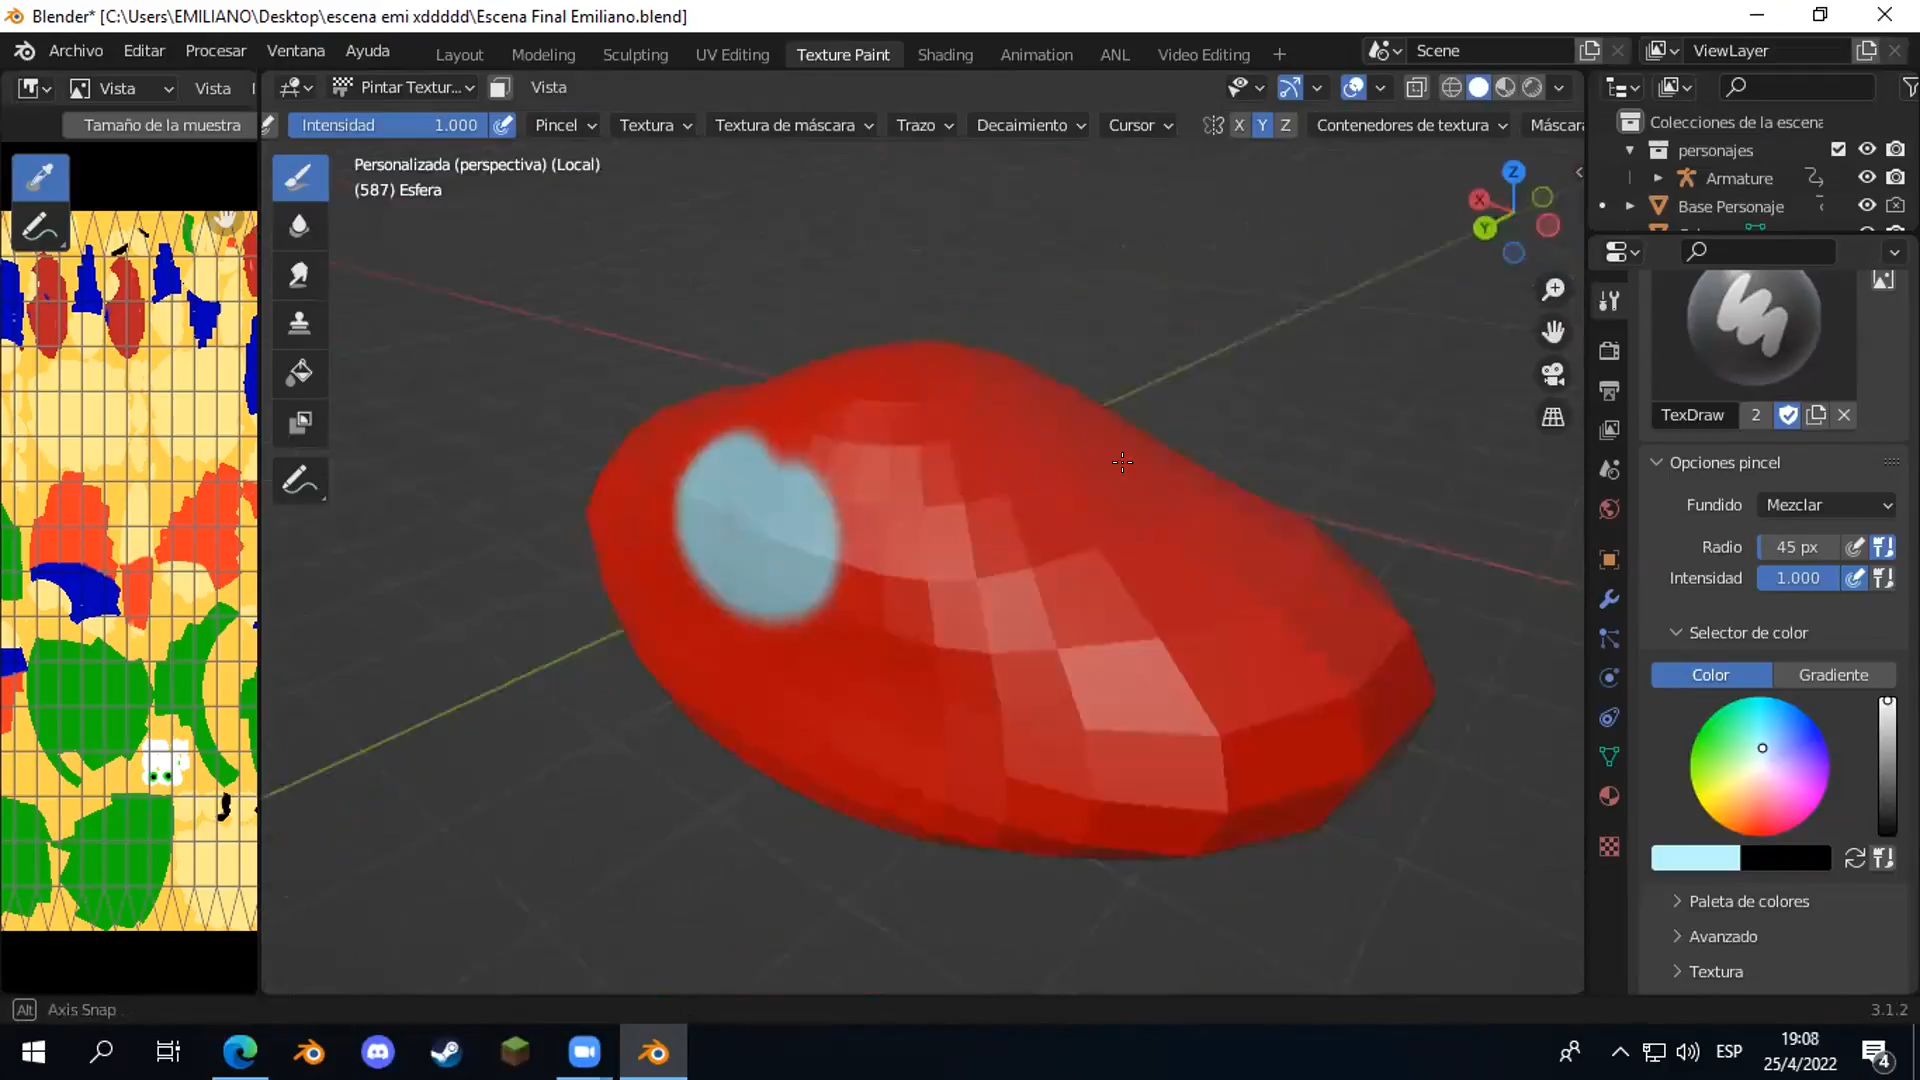 Blender* [C:\Users\EMILIANO\Desktop\escena emi xddddd\Escena Final Emiliano.blend]
Archivo Editar Procesar Ventana Ayuda Layout Modeling Sculpting UV Editing Texture Paint Shading Animation ANL Video Editing + Scene ViewLayer
Vista Vista Pintar Textur... Vista
Tamaño de la muestra Intensidad 1.000 Pincel Textura Textura de máscara Trazo Decaimiento Cursor X Y Z Contenedores de textura Máscara
Colecciones de la escena
personajes
Armature
Base Personaje
Personalizada (perspectiva) (Local)
(587) Esfera
Z
X
Y
TexDraw 2
Opciones pincel
Fundido Mezclar
Radio 45 px
Intensidad 1.000
Selector de color
Color Gradiente
Paleta de colores
Avanzado
Textura
Alt Axis Snap 3.1.2
ESP 19:08
25/4/2022 4